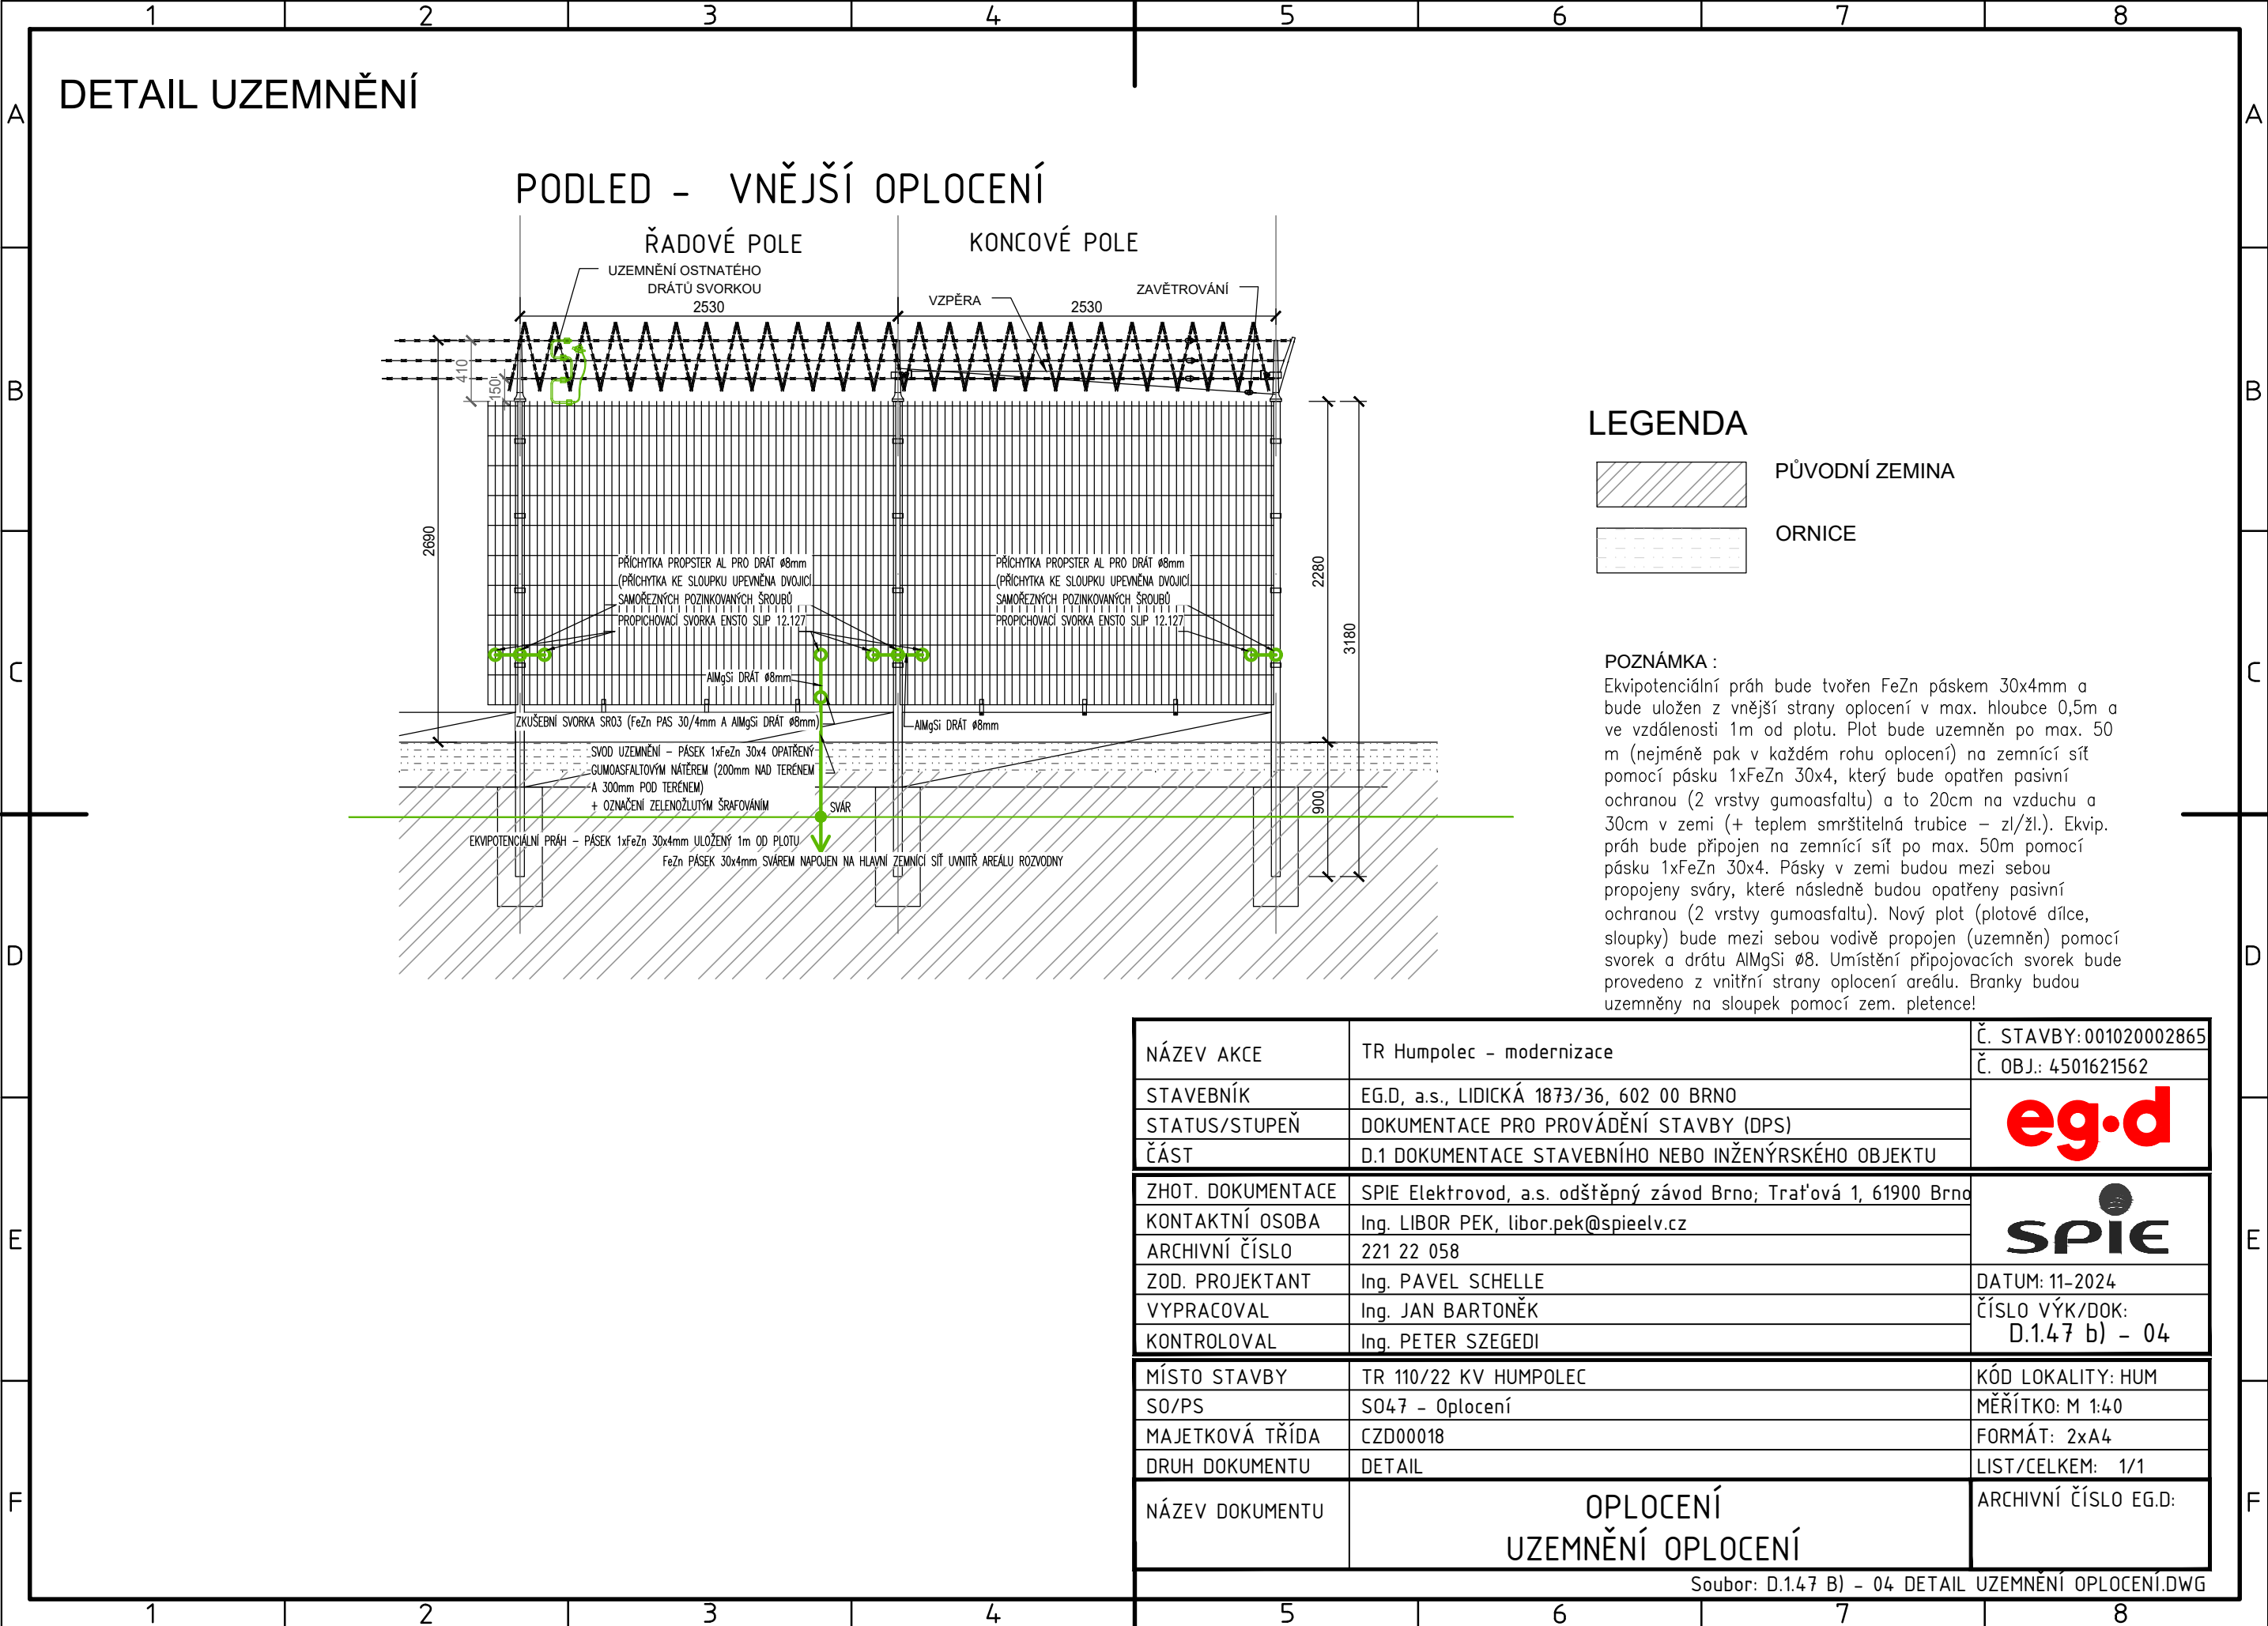 1 2 3 4 5 6 7 8
A A
B B
C C
D D
E E
F F
DETAIL UZEMNĚNÍ
PODLED - VNĚJŠÍ OPLOCENÍ
ŘADOVÉ POLE
KONCOVÉ POLE
UZEMNĚNÍ OSTNATÉHO
DRÁTŮ SVORKOU
VZPĚRA
ZAVĚTROVÁNÍ
2530
2530
410
150
2690
2280
3180
900
PŘÍCHYTKA PROPSTER AL PRO DRÁT ø8mm
(PŘÍCHYTKA KE SLOUPKU UPEVNĚNA DVOJICÍ
SAMOŘEZNÝCH POZINKOVANÝCH ŠROUBŮ
PROPICHOVACÍ SVORKA ENSTO SLIP 12.127
PŘÍCHYTKA PROPSTER AL PRO DRÁT ø8mm
(PŘÍCHYTKA KE SLOUPKU UPEVNĚNA DVOJICÍ
SAMOŘEZNÝCH POZINKOVANÝCH ŠROUBŮ
PROPICHOVACÍ SVORKA ENSTO SLIP 12.127
AlMgSi DRÁT ø8mm
ZKUŠEBNÍ SVORKA SR03 (FeZn PAS 30/4mm A AlMgSi DRÁT ø8mm)
AlMgSi DRÁT ø8mm
SVOD UZEMNĚNÍ – PÁSEK 1xFeZn 30x4 OPATŘENÝ
GUMOASFALTOVÝM NÁTĚREM (200mm NAD TERÉNEM
A 300mm POD TERÉNEM)
+ OZNAČENÍ ZELENOŽLUTÝM ŠRAFOVÁNÍM
SVÁR
EKVIPOTENCIÁLNÍ PRÁH – PÁSEK 1xFeZn 30x4mm ULOŽENÝ 1m OD PLOTU
FeZn PÁSEK 30x4mm SVÁREM NAPOJEN NA HLAVNÍ ZEMNÍCÍ SÍŤ UVNITŘ AREÁLU ROZVODNY
LEGENDA
PŮVODNÍ ZEMINA
ORNICE
POZNÁMKA :
Ekvipotenciální práh bude tvořen FeZn páskem 30x4mm a
bude uložen z vnější strany oplocení v max. hloubce 0,5m a
ve vzdálenosti 1m od plotu. Plot bude uzemněn po max. 50
m (nejméně pak v každém rohu oplocení) na zemnící síť
pomocí pásku 1xFeZn 30x4, který bude opatřen pasivní
ochranou (2 vrstvy gumoasfaltu) a to 20cm na vzduchu a
30cm v zemi (+ teplem smrštitelná trubice – zl/žl.). Ekvip.
práh bude připojen na zemnící síť po max. 50m pomocí
pásku 1xFeZn 30x4. Pásky v zemi budou mezi sebou
propojeny sváry, které následně budou opatřeny pasivní
ochranou (2 vrstvy gumoasfaltu). Nový plot (plotové dílce,
sloupky) bude mezi sebou vodivě propojen (uzemněn) pomocí
svorek a drátu AlMgSi ø8. Umístění připojovacích svorek bude
provedeno z vnitřní strany oplocení areálu. Branky budou
uzemněny na sloupek pomocí zem. pletence!
NÁZEV AKCE TR Humpolec - modernizace Č. STAVBY: 001020002865
Č. OBJ.: 4501621562
STAVEBNÍK EG.D, a.s., LIDICKÁ 1873/36, 602 00 BRNO
eg·d
STATUS/STUPEŇ DOKUMENTACE PRO PROVÁDĚNÍ STAVBY (DPS)
ČÁST D.1 DOKUMENTACE STAVEBNÍHO NEBO INŽENÝRSKÉHO OBJEKTU
ZHOT. DOKUMENTACE SPIE Elektrovod, a.s. odštěpný závod Brno; Traťová 1, 61900 Brno
SPIE
KONTAKTNÍ OSOBA Ing. LIBOR PEK, libor.pek@spieelv.cz
ARCHIVNÍ ČÍSLO 221 22 058
ZOD. PROJEKTANT Ing. PAVEL SCHELLE DATUM: 11-2024
VYPRACOVAL Ing. JAN BARTONĚK ČÍSLO VÝK/DOK:
KONTROLOVAL Ing. PETER SZEGEDI D.1.47 b) - 04
MÍSTO STAVBY TR 110/22 KV HUMPOLEC KÓD LOKALITY: HUM
SO/PS SO47 - Oplocení MĚŘÍTKO: M 1:40
MAJETKOVÁ TŘÍDA CZD00018 FORMÁT: 2xA4
DRUH DOKUMENTU DETAIL LIST/CELKEM: 1/1
NÁZEV DOKUMENTU OPLOCENÍ ARCHIVNÍ ČÍSLO EG.D:
UZEMNĚNÍ OPLOCENÍ
Soubor: D.1.47 B) - 04 DETAIL UZEMNĚNÍ OPLOCENÍ.DWG
1 2 3 4 5 6 7 8